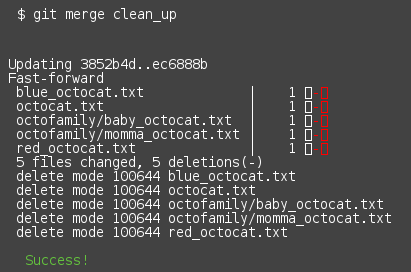 $ git merge clean_up
Updating 3852b4d..ec6888b
Fast-forward
blue_octocat.txt | 1 -
octocat.txt | 1 -
octofamily/baby_octocat.txt | 1 -
octofamily/momma_octocat.txt | 1 -
red_octocat.txt | 1 -
5 files changed, 5 deletions(-)
delete mode 100644 blue_octocat.txt
delete mode 100644 octocat.txt
delete mode 100644 octofamily/baby_octocat.txt
delete mode 100644 octofamily/momma_octocat.txt
delete mode 100644 red_octocat.txt
Success!